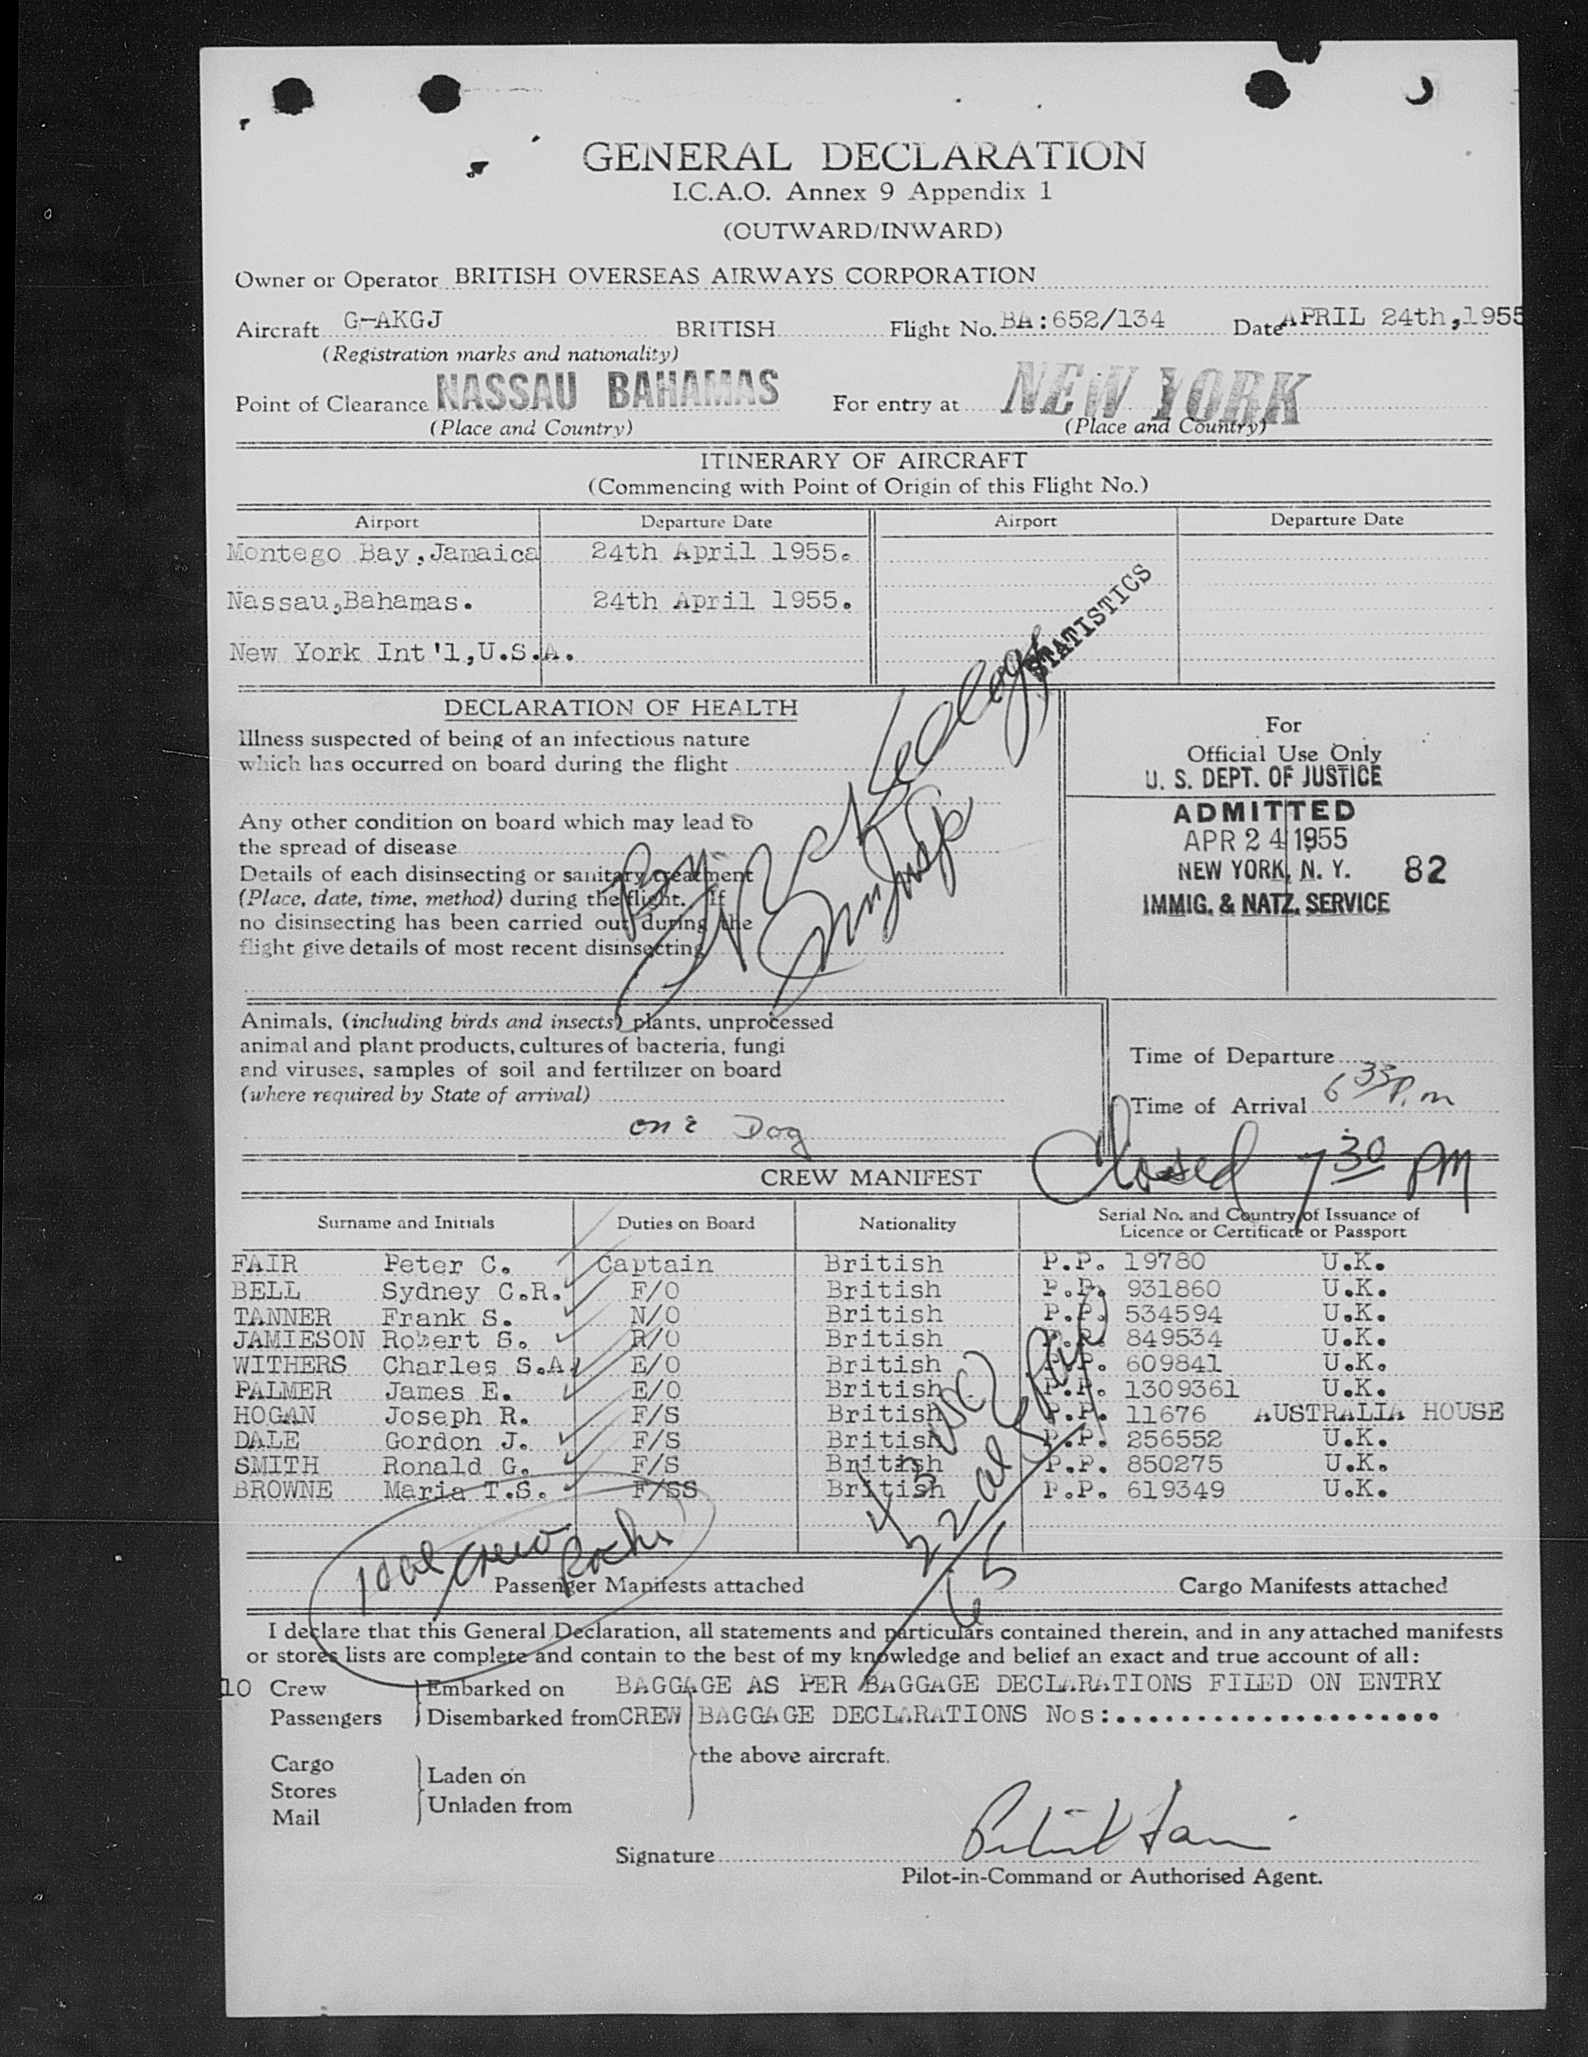 GENERAL DECLARATION
I.C.A.O. Annex 9 Appendix 1
(OUTWARD/INWARD)
Owner or Operator BRITISH OVERSEAS AIRWAYS CORPORATION
Aircraft G-AKGJ BRITISH Flight No. BA:652/134 Date APRIL 24th,1955
(Registration marks and nationality)
Point of Clearance NASSAU BAHAMAS For entry at NEW YORK
(Place and Country) (Place and Country)
ITINERARY OF AIRCRAFT
(Commencing with Point of Origin of this Flight No.)
Airport Departure Date Airport Departure Date
Montego Bay,Jamaica 24th April 1955.
Nassau,Bahamas. 24th April 1955.
STATISTICS
New York Int'l,U.S.A.
DECLARATION OF HEALTH
Illness suspected of being of an infectious nature
which has occurred on board during the flight
Any other condition on board which may lead to
the spread of disease
Details of each disinsecting or sanitary treatment
(Place, date, time, method) during the flight. If
no disinsecting has been carried out during the
flight give details of most recent disinsecting
For
Official Use Only
U. S. DEPT. OF JUSTICE
ADMITTED
APR 24 1955
NEW YORK, N. Y. 82
IMMIG. & NATZ. SERVICE
Animals, (including birds and insects) plants, unprocessed
animal and plant products, cultures of bacteria, fungi
and viruses, samples of soil and fertilizer on board
(where required by State of arrival)
one Dog
Time of Departure
Time of Arrival 6 33 P.m
Closed 7 30 PM
CREW MANIFEST
Surname and Initials Duties on Board Nationality Serial No. and Country of Issuance of
Licence or Certificate or Passport
FAIR Peter C. Captain British P.P. 19780 U.K.
BELL Sydney C.R. F/O British P.P. 931860 U.K.
TANNER Frank S. N/O British P.P. 534594 U.K.
JAMIESON Robert S. R/O British P.P. 849534 U.K.
WITHERS Charles S.A. E/O British P.P. 609841 U.K.
PALMER James E. E/O British P.P. 1309361 U.K.
HOGAN Joseph R. F/S British P.P. 11676 AUSTRALIA HOUSE
DALE Gordon J. F/S British P.P. 256552 U.K.
SMITH Ronald G. F/S British P.P. 850275 U.K.
BROWNE Maria T.S. F/SS British P.P. 619349 U.K.
43 USC
22 al
65
10 al crew
Passenger Manifests attached Cargo Manifests attached
I declare that this General Declaration, all statements and particulars contained therein, and in any attached manifests
or stores lists are complete and contain to the best of my knowledge and belief an exact and true account of all:
10 Crew Embarked on BAGGAGE AS PER BAGGAGE DECLARATIONS FILED ON ENTRY
Passengers Disembarked from CREW BAGGAGE DECLARATIONS Nos:.....................
the above aircraft.
Cargo
Stores Laden on
Mail Unladen from
Signature
Pilot-in-Command or Authorised Agent.